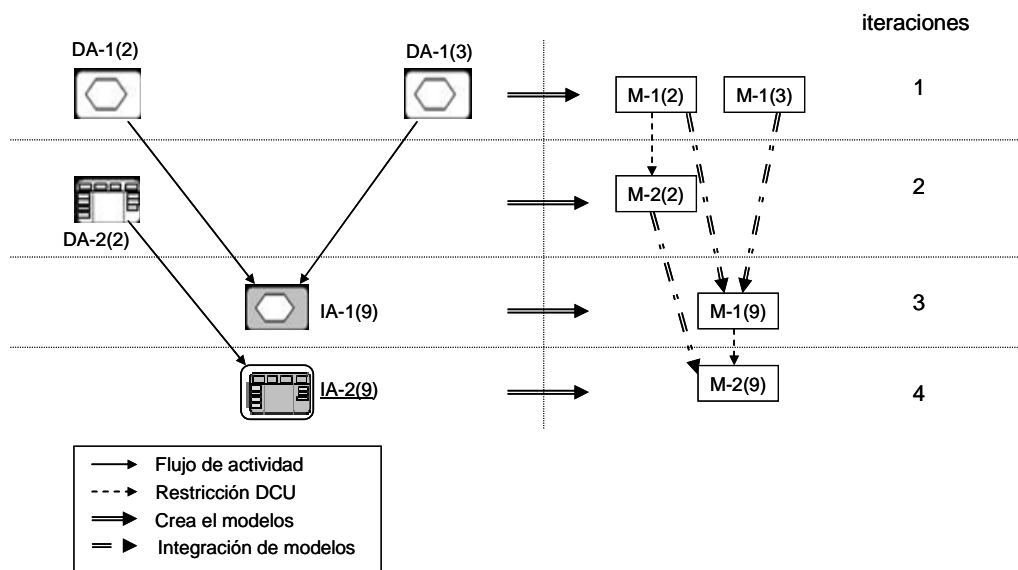 iteraciones
DA-1(2)
DA-1(3)
M-1(2)
M-1(3)
1
M-2(2)
2
DA-2(2)
IA-1(9)
M-1(9)
3
IA-2(9)
M-2(9)
4
Flujo de actividad
Restricción DCU
Crea el modelos
Integración de modelos